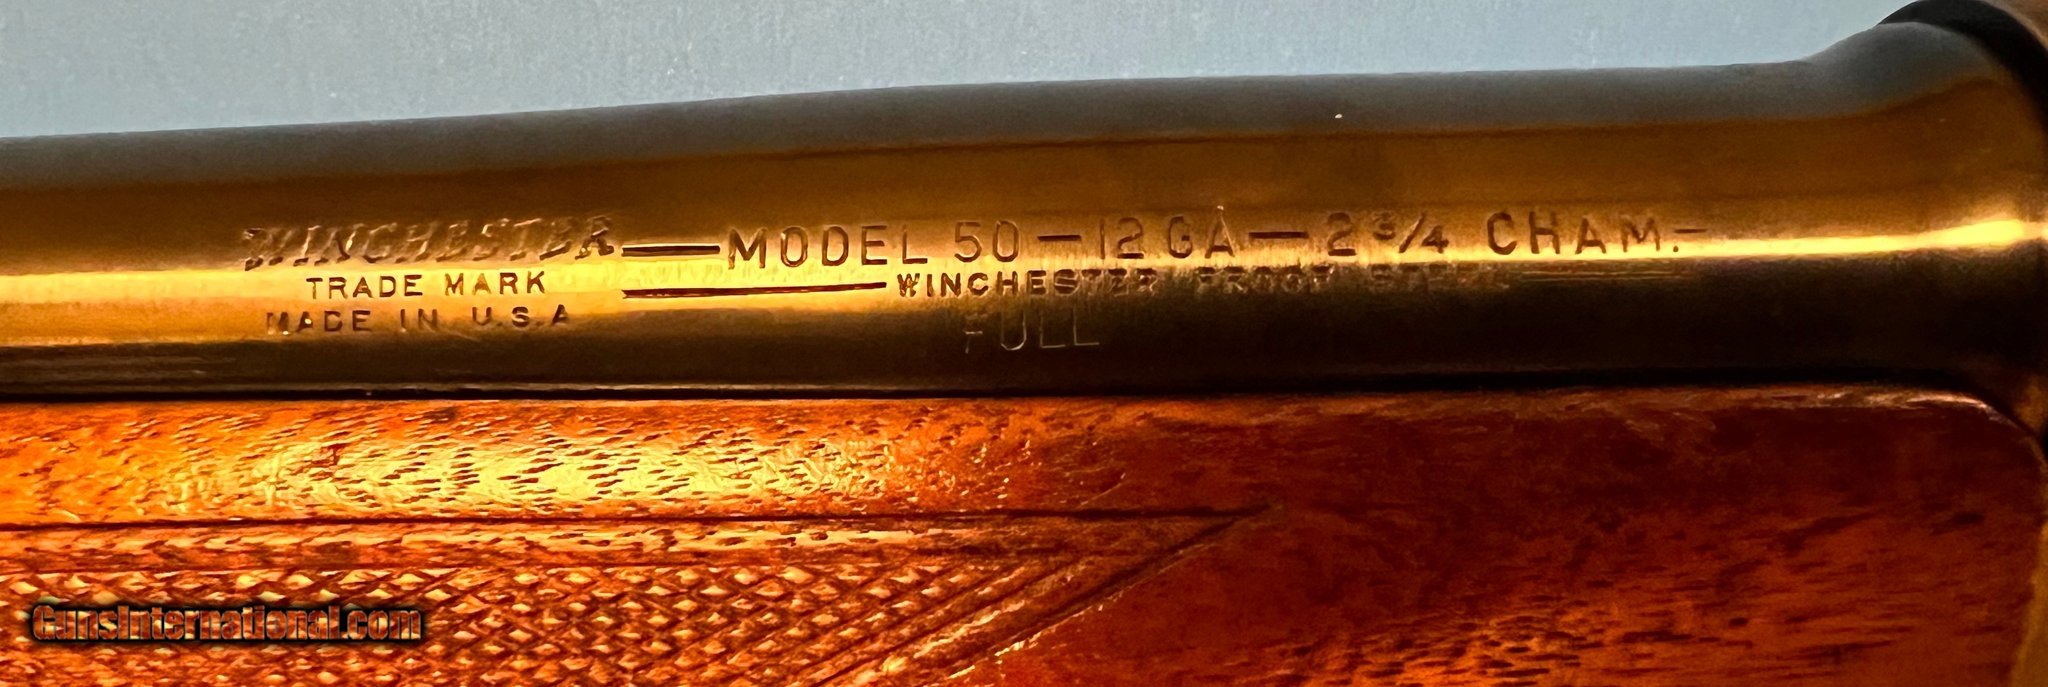 WINCHESTER MODEL 50 - 12 GA - 2 3/4 CHAM. -
TRADE MARK WINCHESTER PROOF STEEL
MADE IN U.S.A
FULL
GunsInternational.com